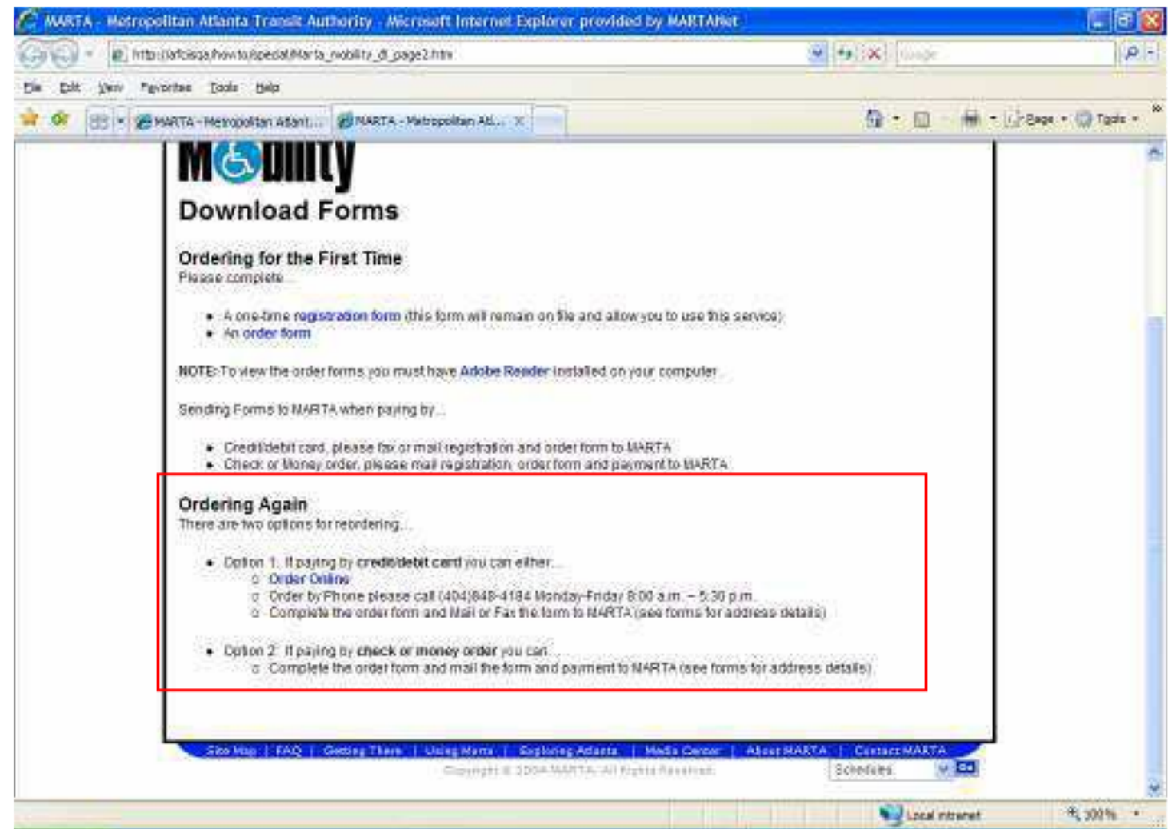 MARTA - Metropolitan Atlanta Transit Authority - Microsoft Internet Explorer provided by MARTANet
File Edit View Favorites Tools Help
MARTA - Metropolitan Atlant... MARTA - Metropolitan Atl... X Page Tools
Mobility
Download Forms
Ordering for the First Time
Please complete...
• A one-time registration form (this form will remain on file and allow you to use this service)
• An order form
NOTE: To view the order forms you must have Adobe Reader installed on your computer.
Sending Forms to MARTA when paying by...
• Credit/debit card, please fax or mail registration and order form to MARTA
• Check or Money order, please mail registration, order form and payment to MARTA
Ordering Again
There are two options for reordering...
• Option 1: If paying by credit/debit card you can either...
o Order Online
o Order by Phone please call (404)848-4184 Monday-Friday 8:00 a.m. – 5:30 p.m.
o Complete the order form and Mail or Fax the form to MARTA (see forms for address details)
• Option 2: If paying by check or money order you can...
o Complete the order form and mail the form and payment to MARTA (see forms for address details)
Site Map | FAQ | Getting There | Using Marta | Exploring Atlanta | Media Center | About MARTA | Contact MARTA
Copyright © 2004 MARTA. All Rights Reserved.
Schedules
Local intranet 100%